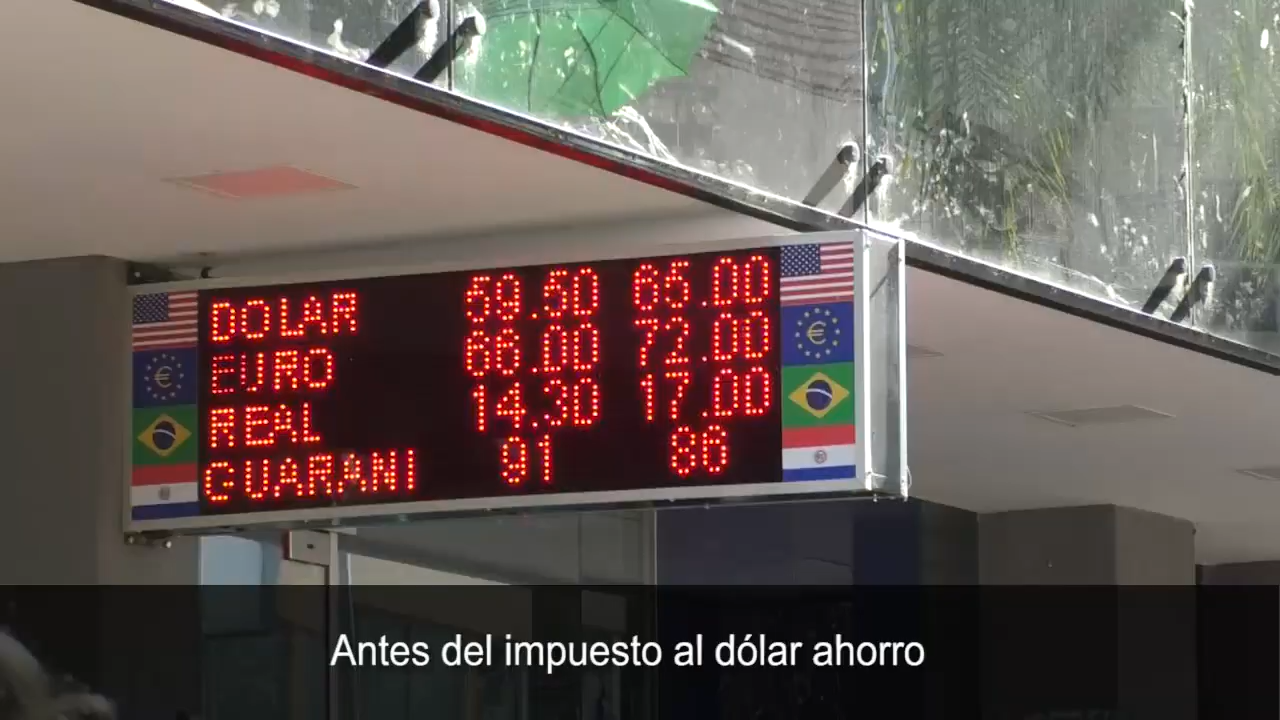 DOLAR 59.50 65.00
EURO 66.00 72.00
REAL 14.30 17.00
GUARANI 91 86
Antes del impuesto al dólar ahorro